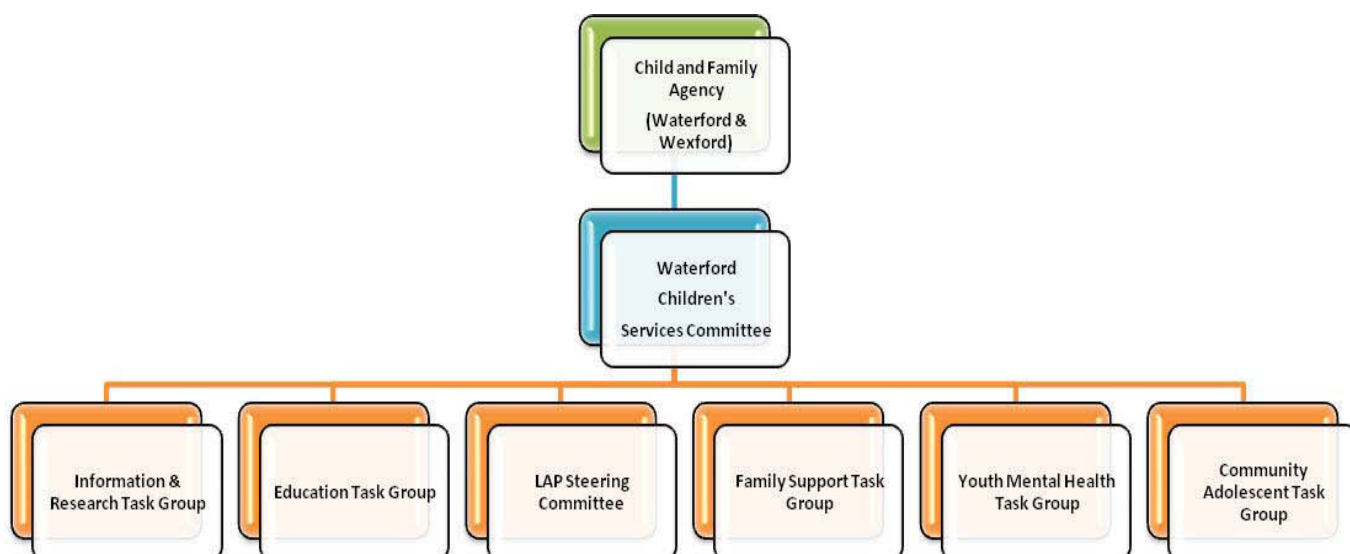 Child and Family
Agency
(Waterford &
Wexford)
Waterford
Children's
Services Committee
Information &
Research Task Group
Education Task Group
LAP Steering
Committee
Family Support Task
Group
Youth Mental Health
Task Group
Community
Adolescent Task
Group